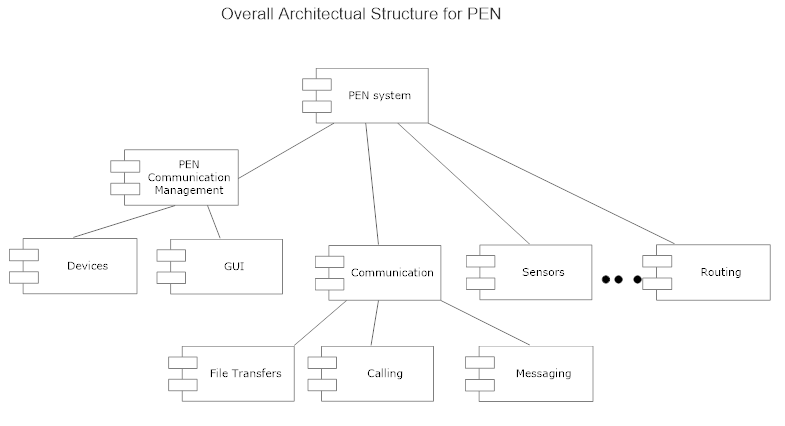 Overall Architectual Structure for PEN
PEN system
PEN
Communication
Management
Devices
GUI
Communication
Sensors
Routing
File Transfers
Calling
Messaging